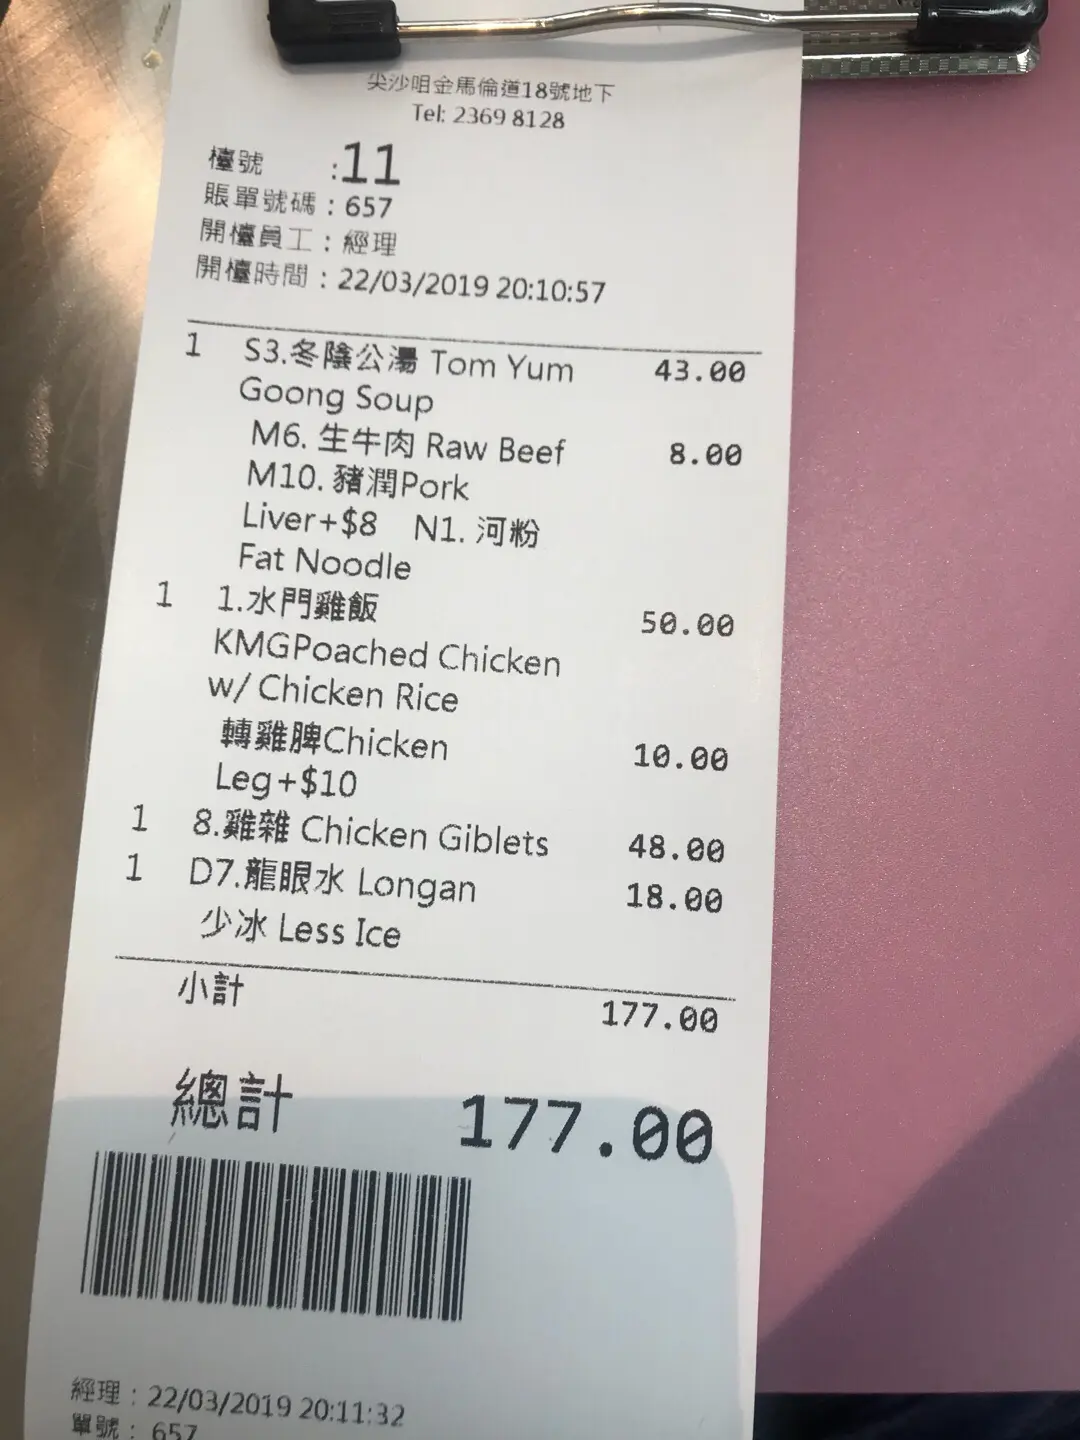 尖沙咀金馬倫道18號地下
Tel: 2369 8128
檯號 :11
賬單號碼：657
開檯員工：經理
開檯時間：22/03/2019 20:10:57
1 S3.冬陰公湯 Tom Yum 43.00
Goong Soup
M6. 生牛肉 Raw Beef 8.00
M10. 豬潤Pork
Liver+$8 N1. 河粉
Fat Noodle
1 1.水門雞飯 50.00
KMGPoached Chicken
w/ Chicken Rice
轉雞脾Chicken 10.00
Leg+$10
1 8.雞雜 Chicken Giblets 48.00
1 D7.龍眼水 Longan 18.00
少冰 Less Ice
小計 177.00
總計 177.00
經理：22/03/2019 20:11:32
單號：657